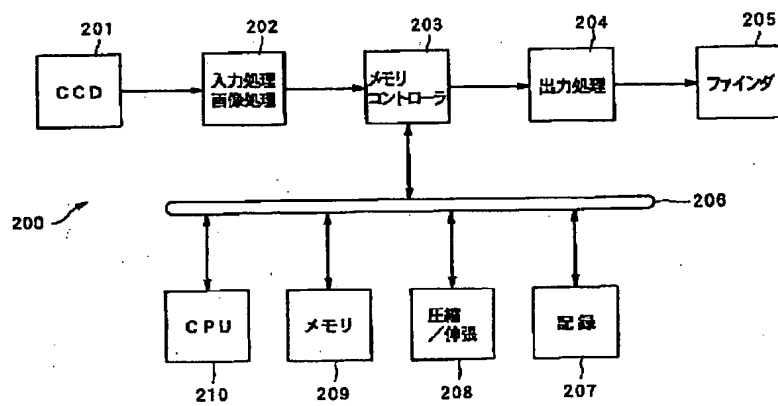 201
202
203
204
205
CCD
入力処理
画像処理
メモリ
コントローラ
出力処理
ファインダ
200
206
CPU
メモリ
圧縮
／伸張
記録
210
209
208
207